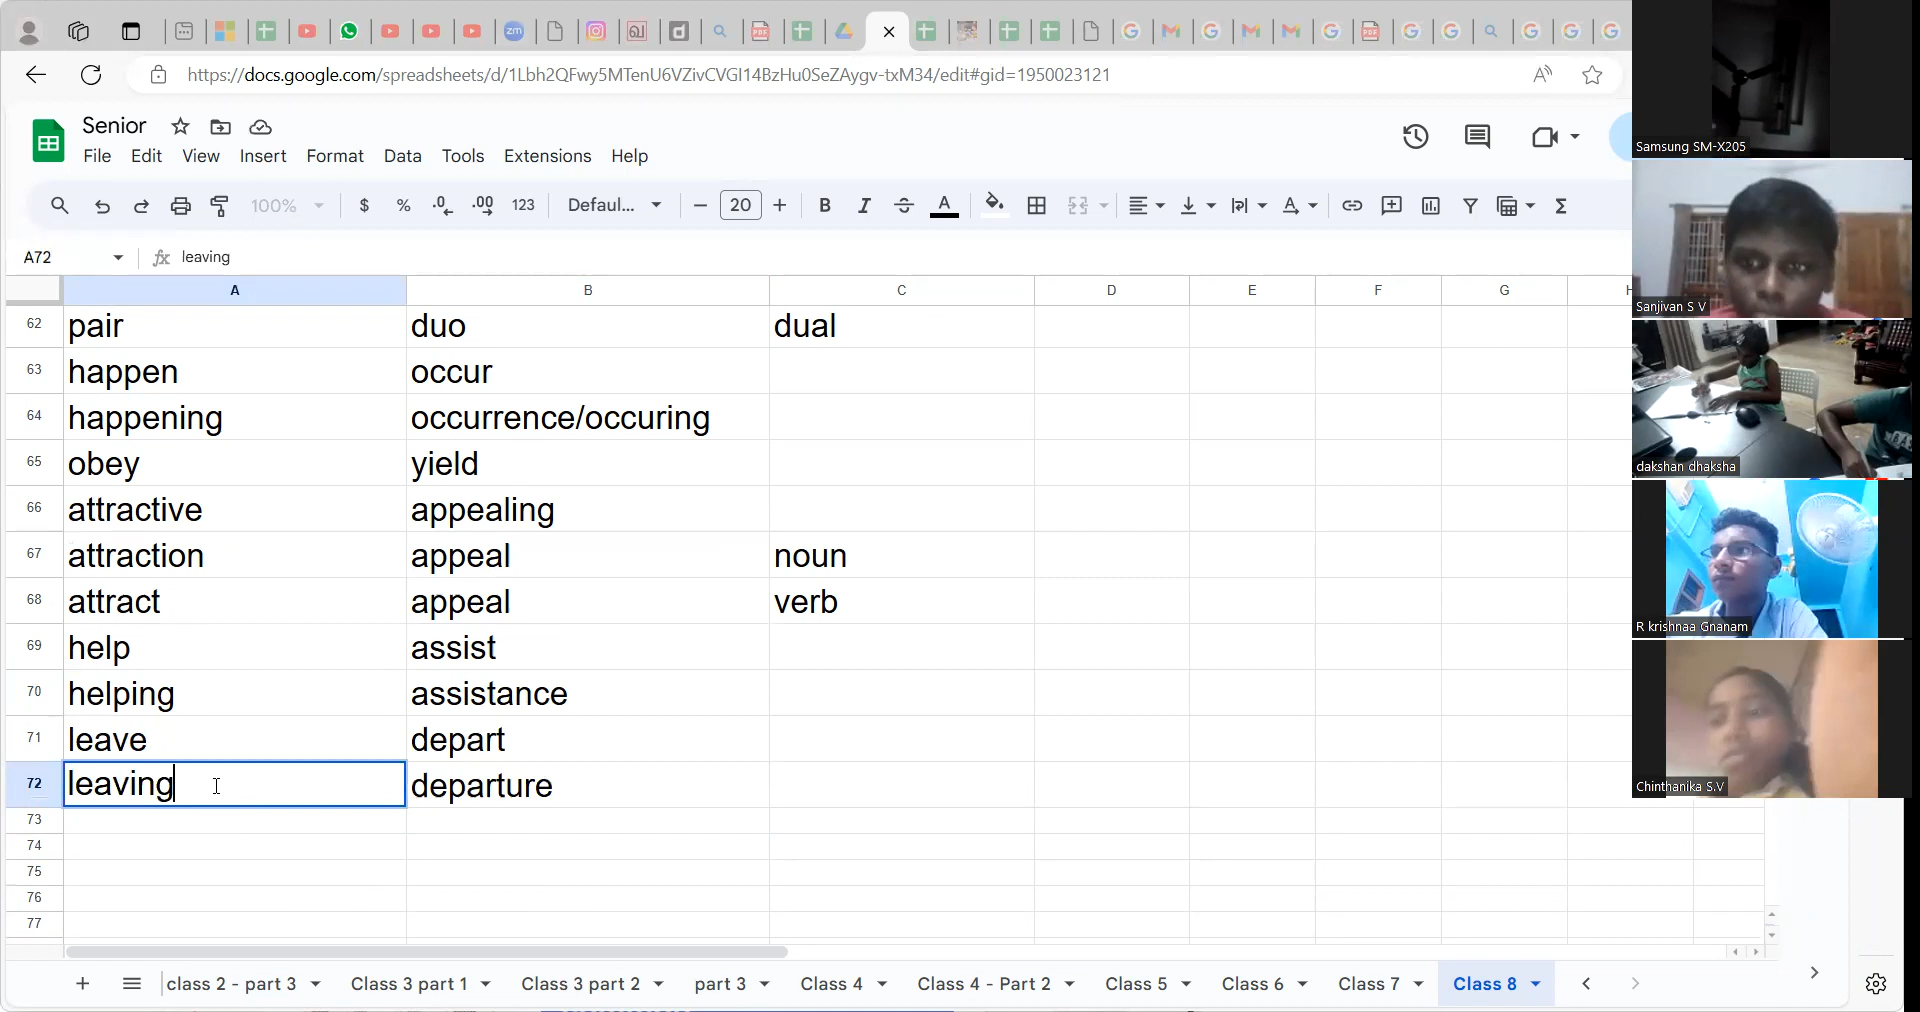 zm
PDF
PDF
https://docs.google.com/spreadsheets/d/1Lbh2QFwy5MTenU6VZivCVGI14BzHu0SeZAygv-txM34/edit#gid=1950023121
Senior
File Edit View Insert Format Data Tools Extensions Help
100% $ % .0 .00 123 Defaul... 20 B I A
A72 fx leaving
A B C D E F G H
62 pair duo dual
63 happen occur
64 happening occurrence/occuring
65 obey yield
66 attractive appealing
67 attraction appeal noun
68 attract appeal verb
69 help assist
70 helping assistance
71 leave depart
72 leaving departure
73
74
75
76
77
class 2 - part 3 Class 3 part 1 Class 3 part 2 part 3 Class 4 Class 4 - Part 2 Class 5 Class 6 Class 7 Class 8
Samsung SM-X205
Sanjivan S V
dakshan dhaksha
R krishnaa Gnanam
Chinthanika S.V